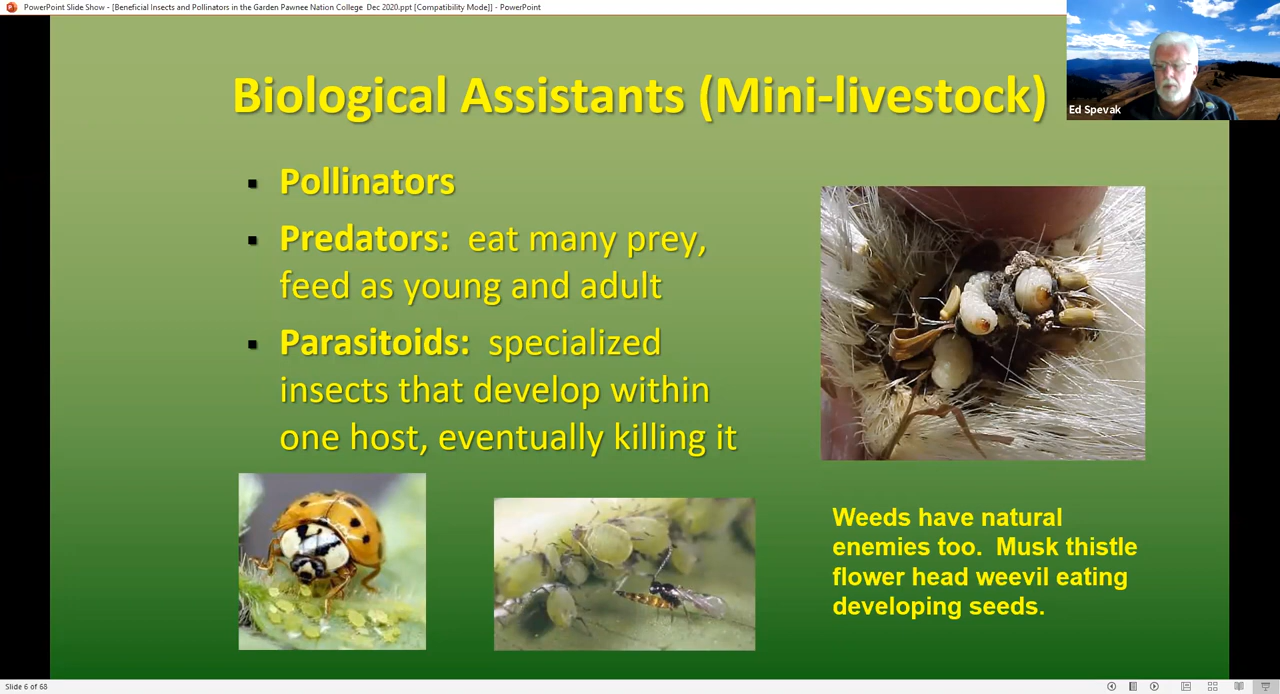 PowerPoint Slide Show - [Beneficial Insects and Pollinators in the Garden Pawnee Nation College  Dec 2020.ppt [Compatibility Mode]] - PowerPoint
Ed Spevak
Biological Assistants (Mini-livestock)
▪ Pollinators
▪ Predators:  eat many prey,
feed as young and adult
▪ Parasitoids:  specialized
insects that develop within
one host, eventually killing it
Weeds have natural
enemies too.  Musk thistle
flower head weevil eating
developing seeds.
Slide 6 of 68